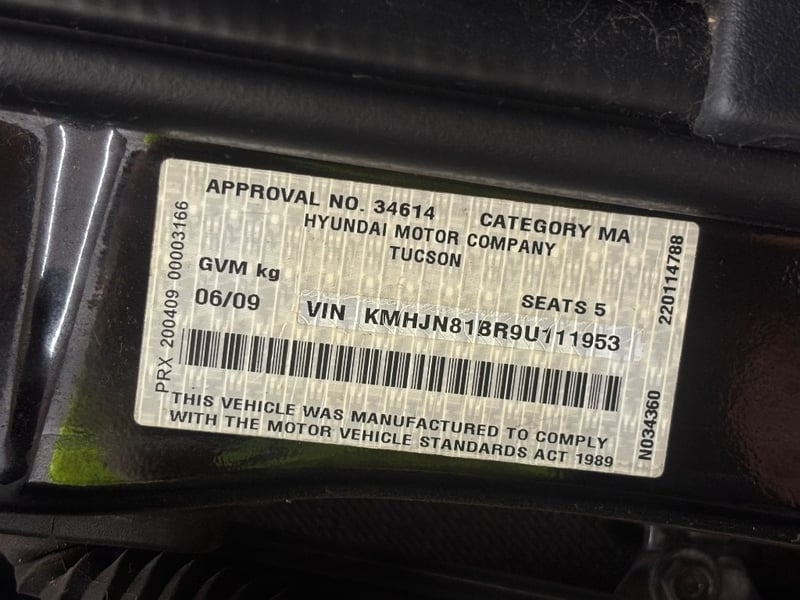 APPROVAL NO. 34614 CATEGORY MA
HYUNDAI MOTOR COMPANY
TUCSON
GVM kg
06/09
SEATS 5
VIN KMHJN81BR9U111953
THIS VEHICLE WAS MANUFACTURED TO COMPLY
WITH THE MOTOR VEHICLE STANDARDS ACT 1989
PRX 200409 00003166
220114788
N034360